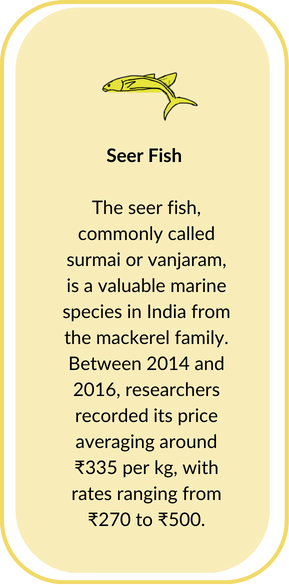 Seer Fish
The seer fish,
commonly called
surmai or vanjaram,
is a valuable marine
species in India from
the mackerel family.
Between 2014 and
2016, researchers
recorded its price
averaging around
₹335 per kg, with
rates ranging from
₹270 to ₹500.